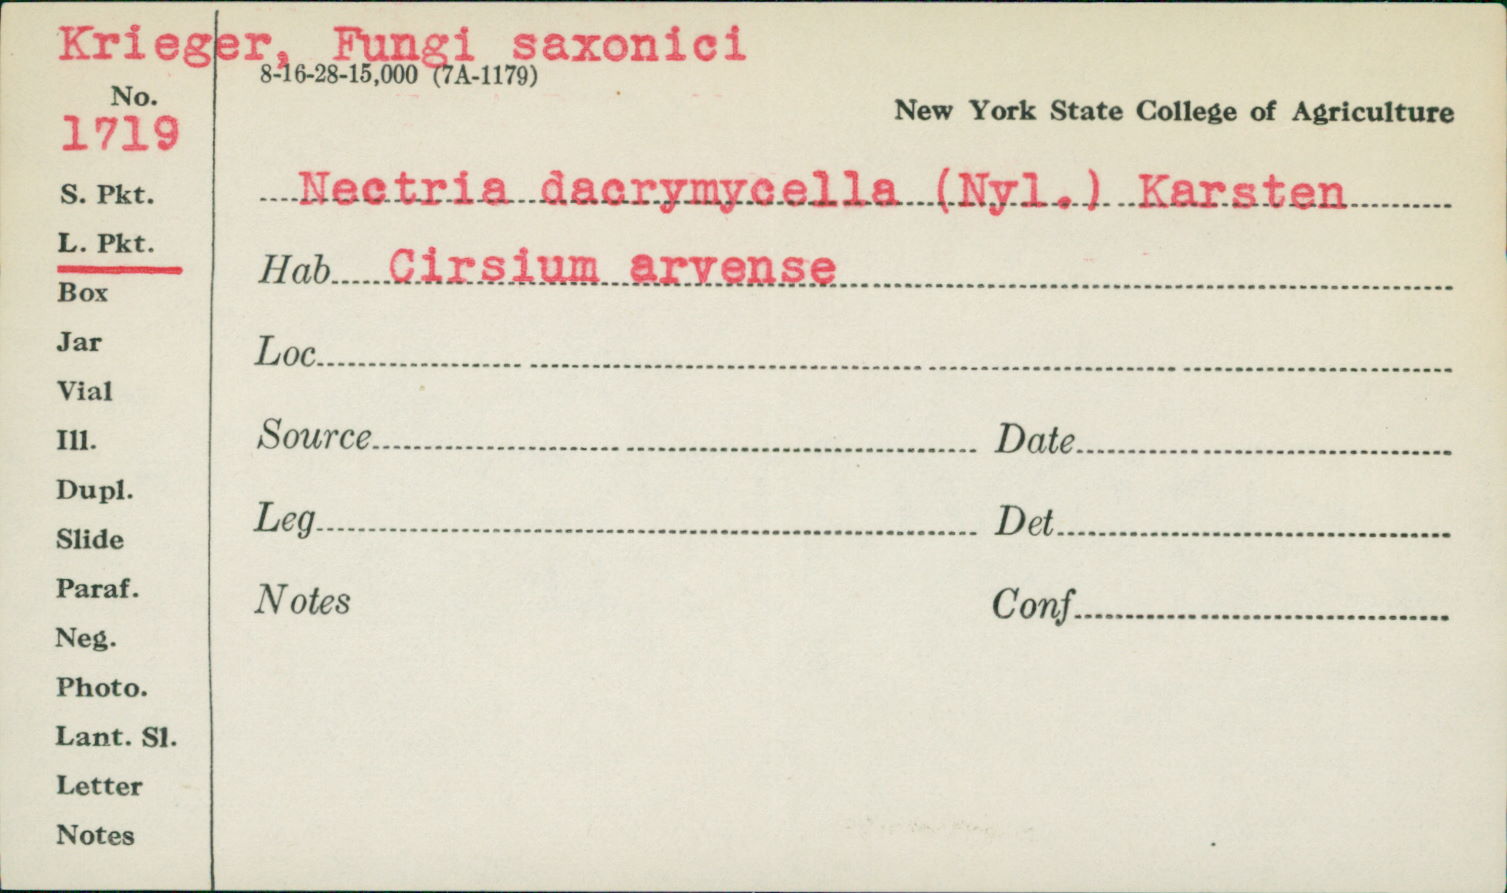 Krieger, Fungi saxonici
8-16-28-15,000 (7A-1179)
No.
1719
New York State College of Agriculture
S. Pkt.
Nectria dacrymycella (Nyl.) Karsten
L. Pkt.
Hab. Cirsium arvense
Box
Jar
Loc.
Vial
Ill.
Source Date
Dupl.
Slide
Leg. Det.
Paraf.
Notes Conf.
Neg.
Photo.
Lant. Sl.
Letter
Notes